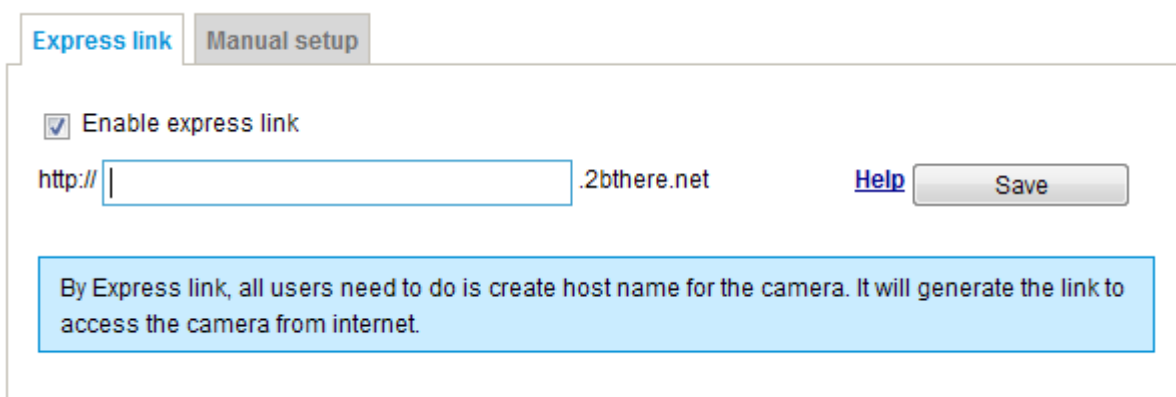 Express link Manual setup
Enable express link
http:// .2bthere.net Help Save
By Express link, all users need to do is create host name for the camera. It will generate the link to
access the camera from internet.